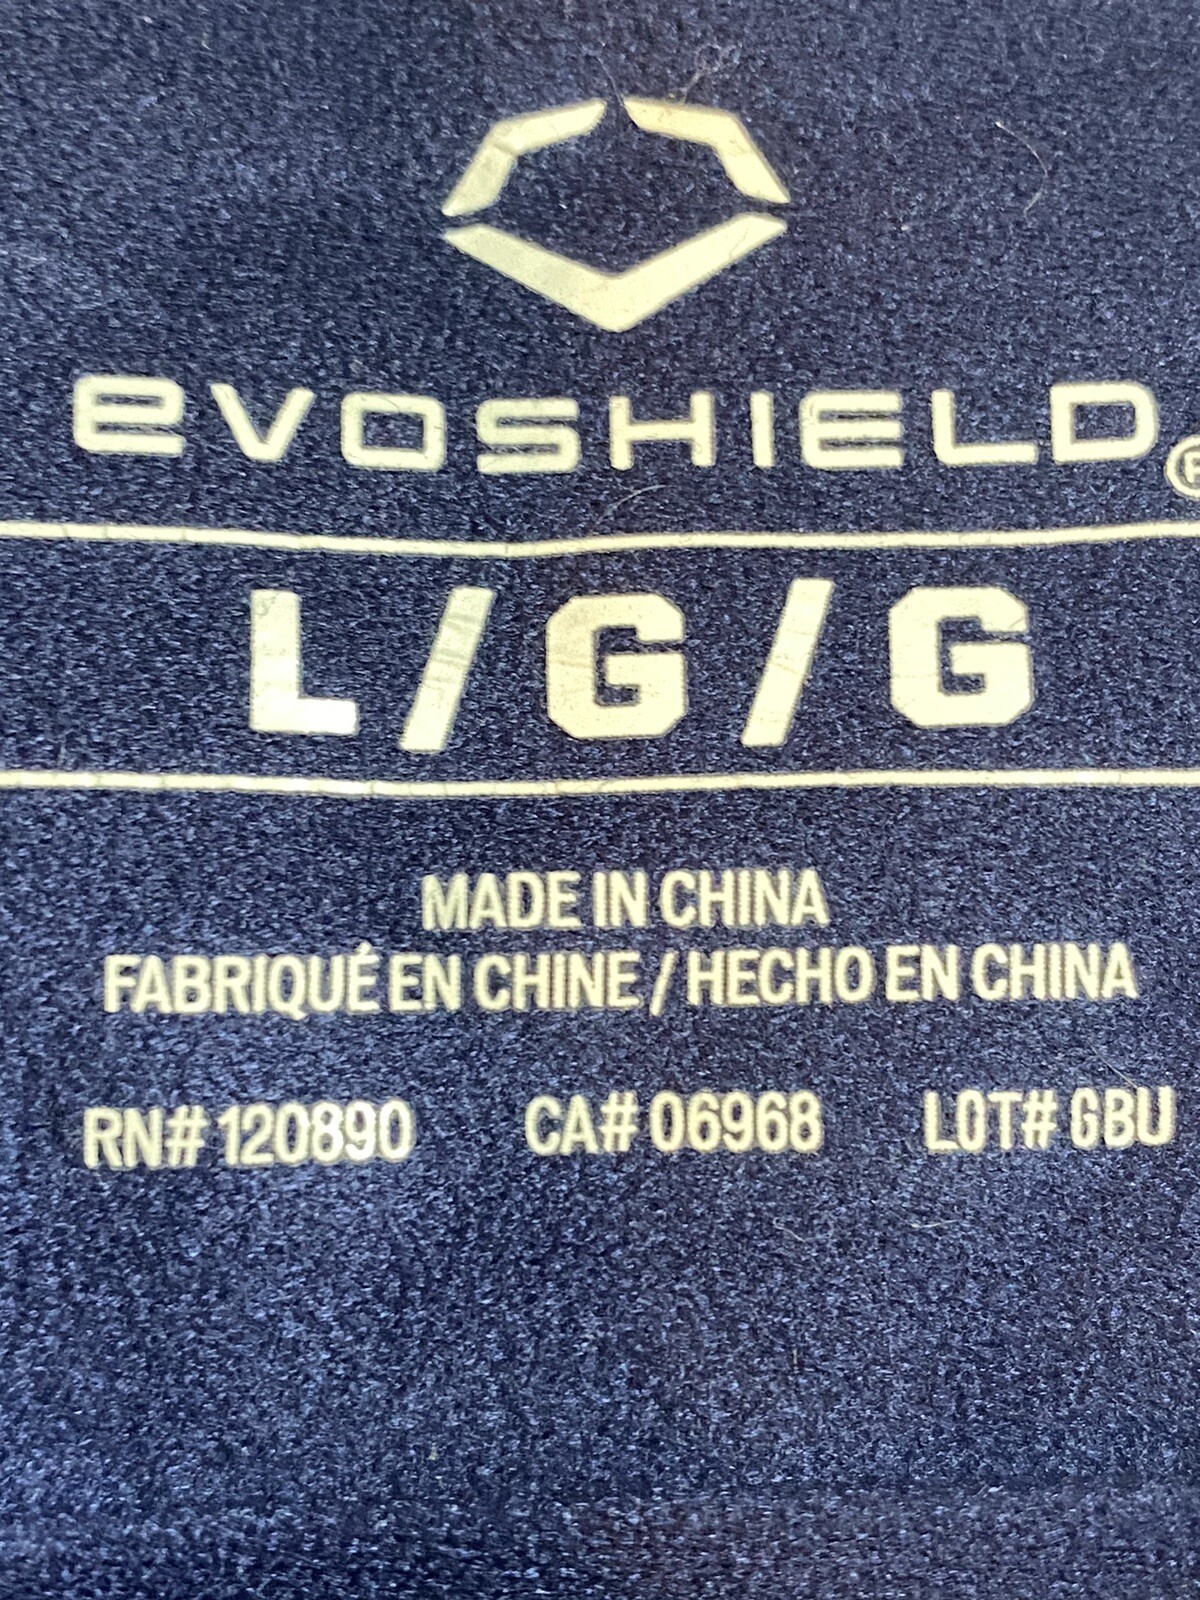 evoshield®
L/G/G
MADE IN CHINA
FABRIQUÉ EN CHINE / HECHO EN CHINA
RN# 120890 CA# 06968 LOT# GBU